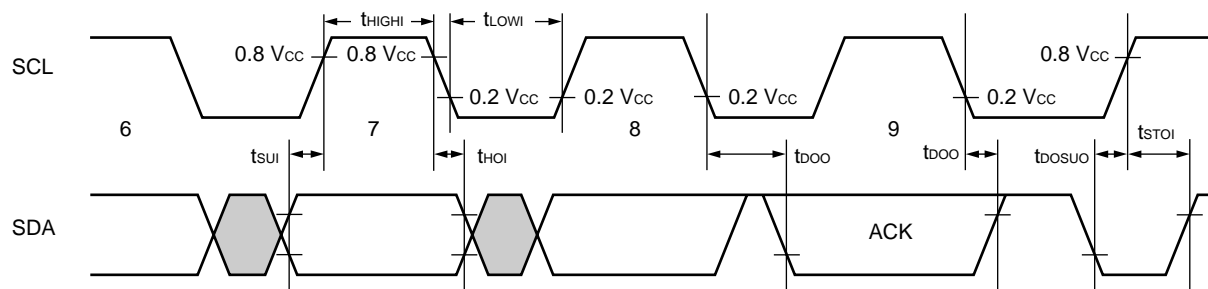 tHIGHI tLOWI
SCL 0.8 VCC 0.8 VCC 0.8 VCC
0.2 VCC 0.2 VCC 0.2 VCC 0.2 VCC
6 7 8 9
tSUI tHOI tDOO tDOO tDOSUO tSTOI
SDA ACK